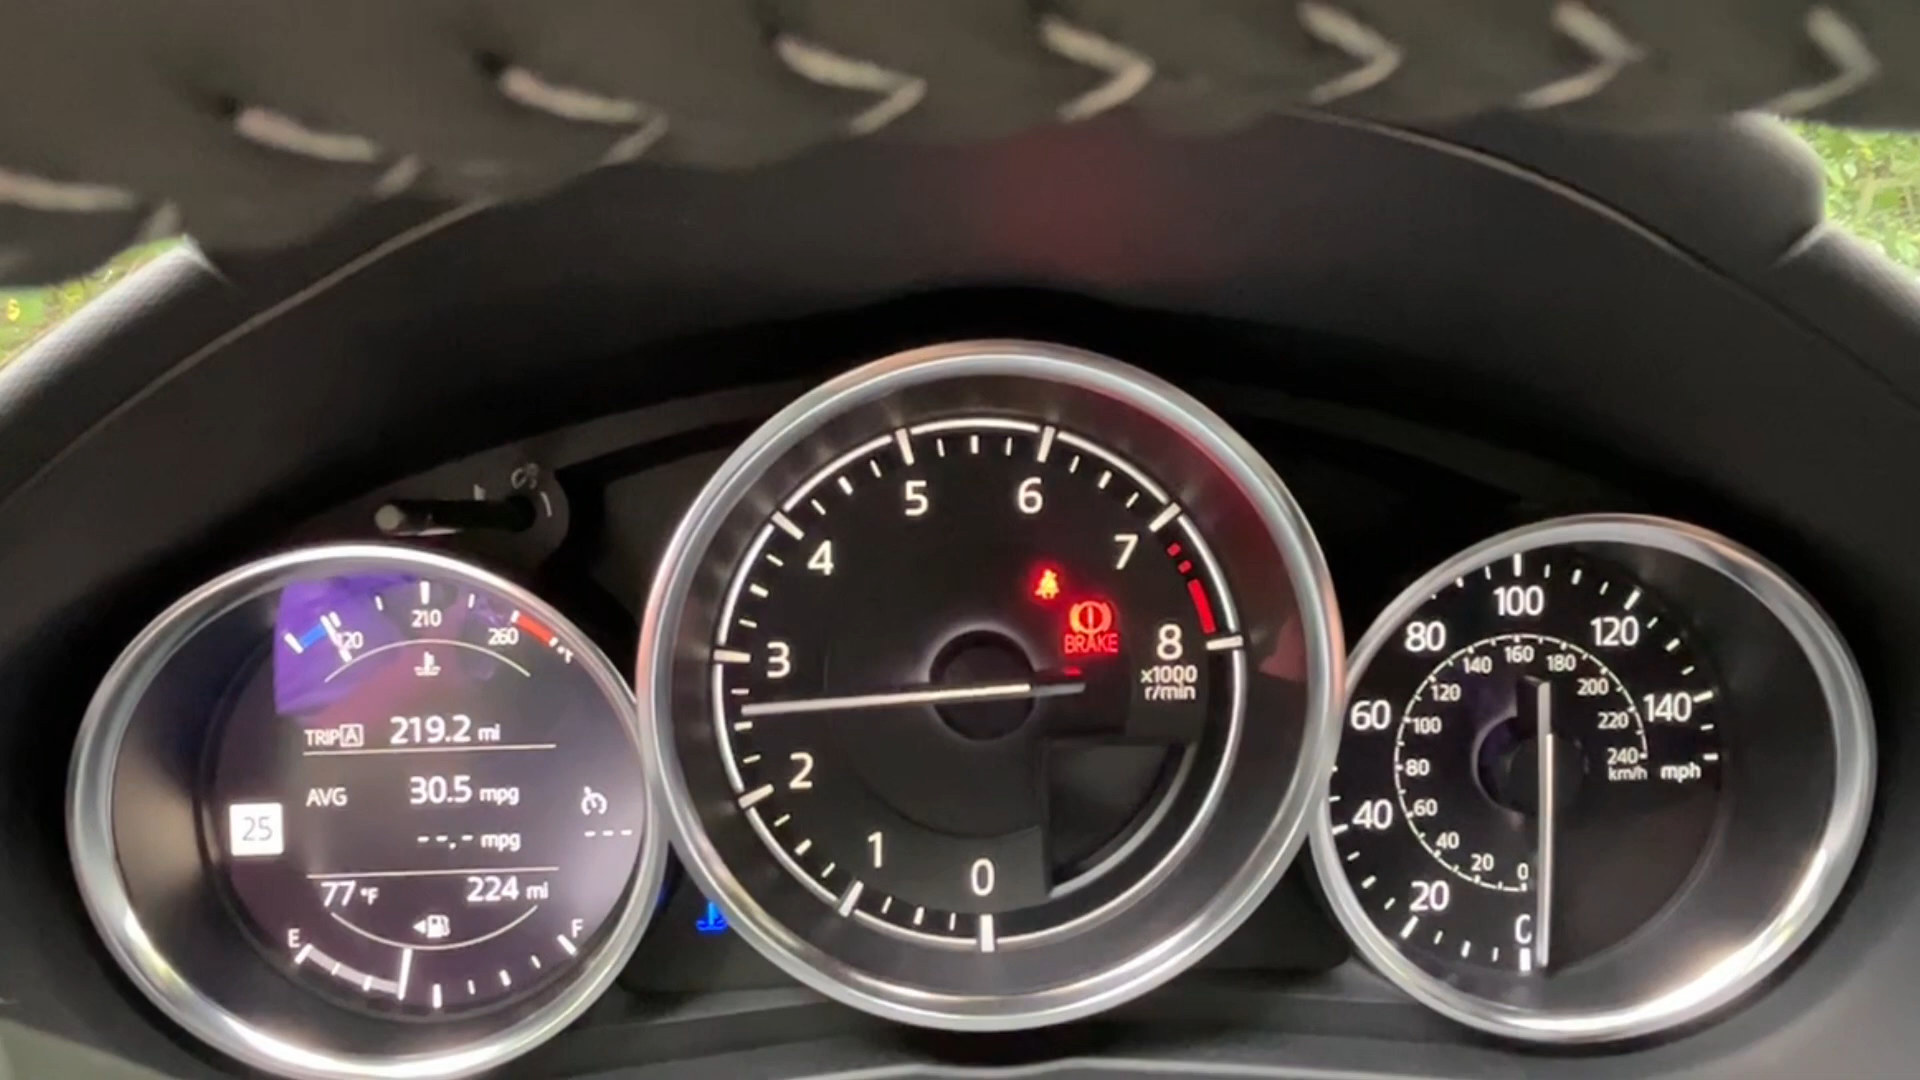 120 210 260
TRIP A 219.2 mi
AVG 30.5 mpg
--.- mpg
25
---
77 °F 224 mi
E F
0 1 2 3 4 5 6 7 8
x1000
r/min
BRAKE
0 20 40 60 80 100 120 140
mph
0 20 40 60 80 100 120 140 160 180 200 220 240
km/h